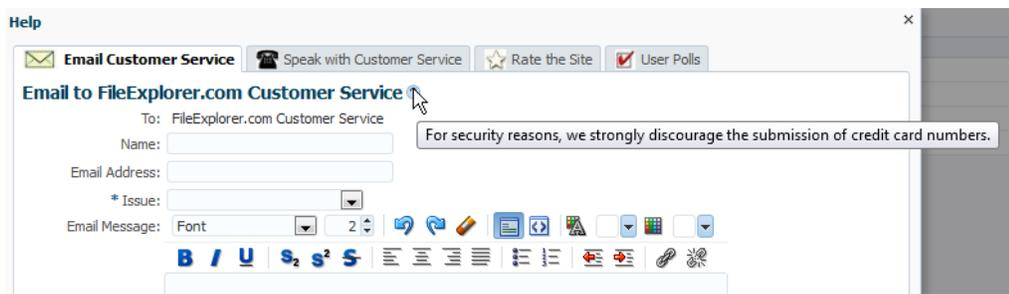 Help
Email Customer Service Speak with Customer Service Rate the Site User Polls
Email to FileExplorer.com Customer Service
To: FileExplorer.com Customer Service
For security reasons, we strongly discourage the submission of credit card numbers.
Name:
Email Address:
* Issue:
Email Message: Font 2
B I U S2 S2 S